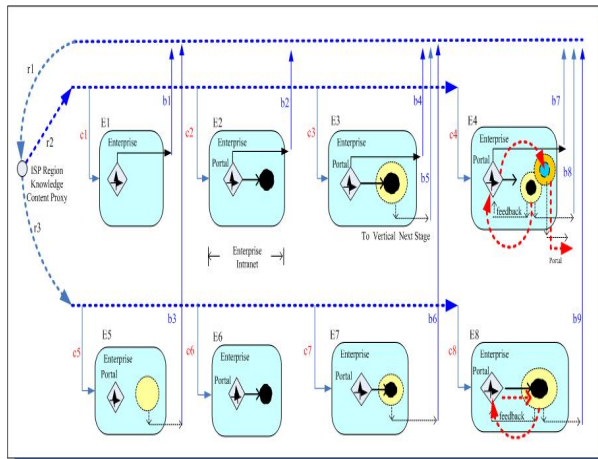 r1
r2
r3
ISP Region
Knowledge
Content Proxy
E1
Enterprise
Portal
c1
b1
E2
Enterprise
Portal
c2
b2
Enterprise
Intranet
E3
Enterprise
Portal
c3
b4
b5
To Vertical Next Stage
E4
Enterprise
Portal
c4
feedback
b7
b8
Portal
E5
Enterprise
Portal
c5
b3
E6
Enterprise
Portal
c6
E7
Enterprise
Portal
c7
b6
E8
Enterprise
Portal
c8
feedback
b9